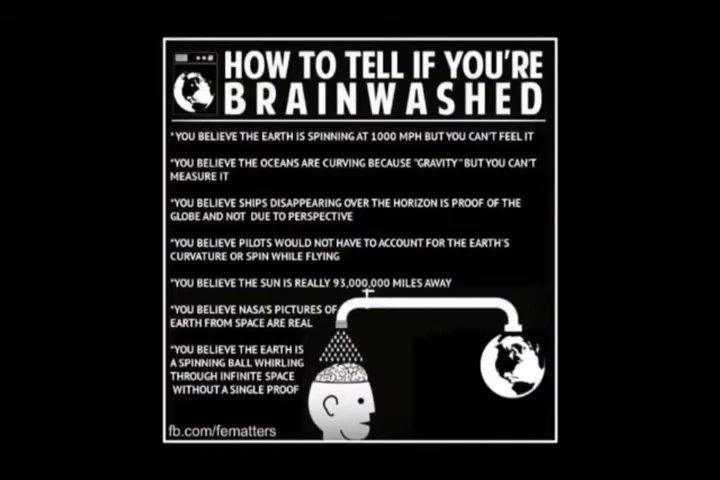 HOW TO TELL IF YOU'RE
BRAINWASHED
*YOU BELIEVE THE EARTH IS SPINNING AT 1000 MPH BUT YOU CAN'T FEEL IT
*YOU BELIEVE THE OCEANS ARE CURVING BECAUSE "GRAVITY" BUT YOU CAN'T
MEASURE IT
*YOU BELIEVE SHIPS DISAPPEARING OVER THE HORIZON IS PROOF OF THE
GLOBE AND NOT DUE TO PERSPECTIVE
*YOU BELIEVE PILOTS WOULD NOT HAVE TO ACCOUNT FOR THE EARTH'S
CURVATURE OR SPIN WHILE FLYING
*YOU BELIEVE THE SUN IS REALLY 93,000,000 MILES AWAY
*YOU BELIEVE NASA'S PICTURES OF
EARTH FROM SPACE ARE REAL
*YOU BELIEVE THE EARTH IS
A SPINNING BALL WHIRLING
THROUGH INFINITE SPACE
WITHOUT A SINGLE PROOF
fb.com/fematters